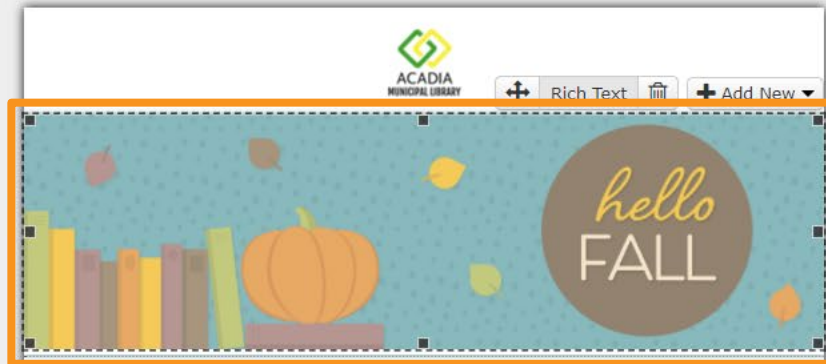 ACADIA
MUNICIPAL LIBRARY
Rich Text
Add New
hello
FALL